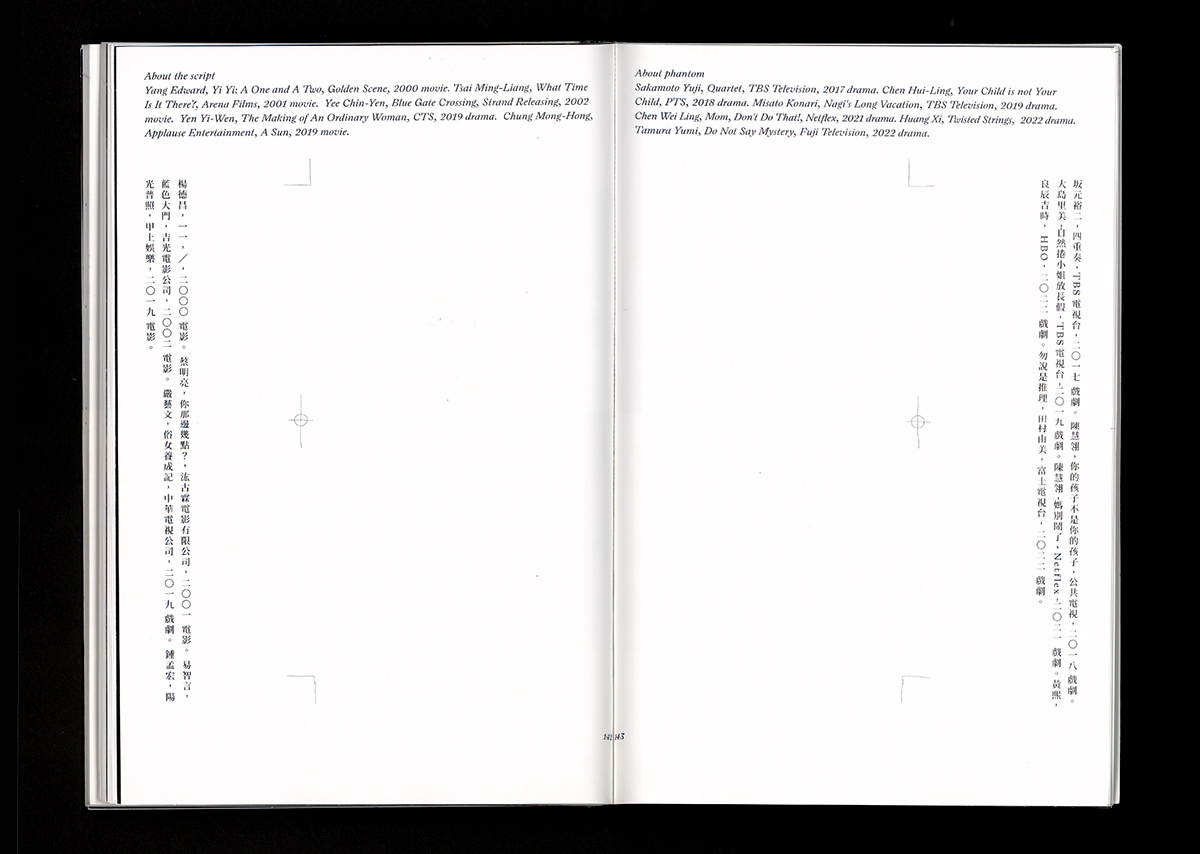 About the script
Yang Edward, Yi Yi: A One and A Two, Golden Scene, 2000 movie. Tsai Ming-Liang, What Time
Is It There?, Arena Films, 2001 movie. Yee Chin-Yen, Blue Gate Crossing, Strand Releasing, 2002
movie. Yen Yi-Wen, The Making of An Ordinary Woman, CTS, 2019 drama. Chung Mong-Hong,
Applause Entertainment, A Sun, 2019 movie.
楊德昌，一一，／，二〇〇〇 電影。蔡明亮，你那邊幾點？，汯古霖電影有限公司，二〇〇一 電影。易智言，
藍色大門，吉光電影公司，二〇〇二 電影。嚴藝文，俗女養成記，中華電視公司，二〇一九 戲劇。鍾孟宏，陽
光普照，甲上娛樂，二〇一九 電影。
About phantom
Sakamoto Yuji, Quartet, TBS Television, 2017 drama. Chen Hui-Ling, Your Child is not Your
Child, PTS, 2018 drama. Misato Konari, Nagi's Long Vacation, TBS Television, 2019 drama.
Chen Wei Ling, Mom, Don't Do That!, Netflex, 2021 drama. Huang Xi, Twisted Strings, 2022 drama.
Tamura Yumi, Do Not Say Mystery, Fuji Television, 2022 drama.
坂元裕二，四重奏，TBS 電視台，二〇一七 戲劇。陳慧翎，你的孩子不是你的孩子，公共電視，二〇一八 戲劇。
大島里美，自然捲小姐放長假，TBS 電視台，二〇一九 戲劇。陳慧翎，媽別鬧了，Netflex，二〇二一 戲劇。黃熙，
良辰吉時，HBO，二〇二二 戲劇。勿說是推理，田村由美，富士電視台，二〇二二 戲劇。
142 143